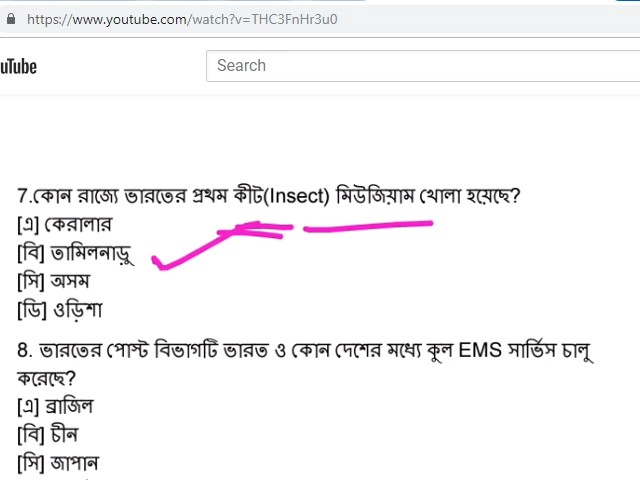 https://www.youtube.com/watch?v=THC3FnHr3u0
uTube
Search
7.কোন রাজ্যে ভারতের প্রথম কীট(Insect) মিউজিয়াম খোলা হয়েছে?
[এ] কেরালার
[বি] তামিলনাড়ু
[সি] অসম
[ডি] ওড়িশা
8. ভারতের পোস্ট বিভাগটি ভারত ও কোন দেশের মধ্যে কুল EMS সার্ভিস চালু
করেছে?
[এ] ব্রাজিল
[বি] চীন
[সি] জাপান